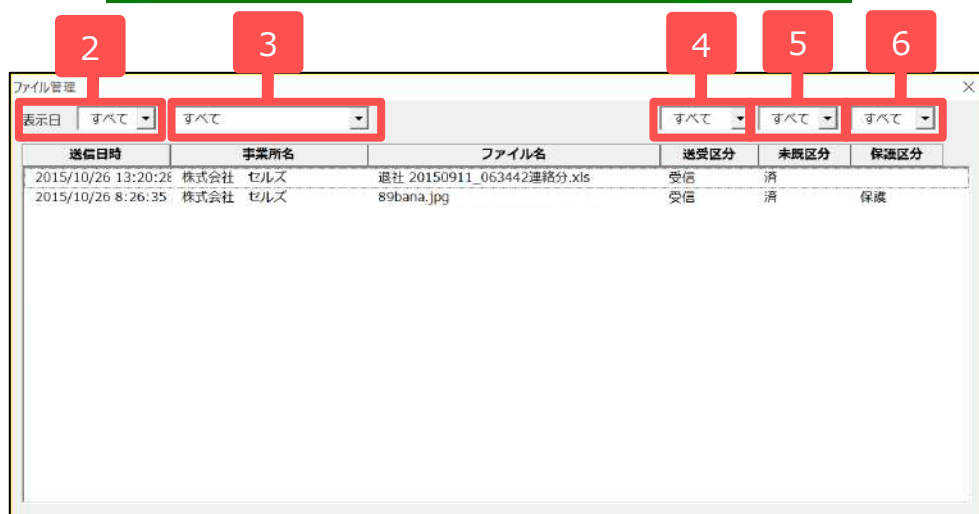 2 3 4 5 6
ファイル管理 ×
表示日 すべて すべて すべて すべて すべて
送信日時 事業所名 ファイル名 送受区分 未既区分 保護区分
2015/10/26 13:20:28 株式会社 セルズ 退社 20150911_063442連絡分.xls 受信 済
2015/10/26 8:26:35 株式会社 セルズ 89bana.jpg 受信 済 保護